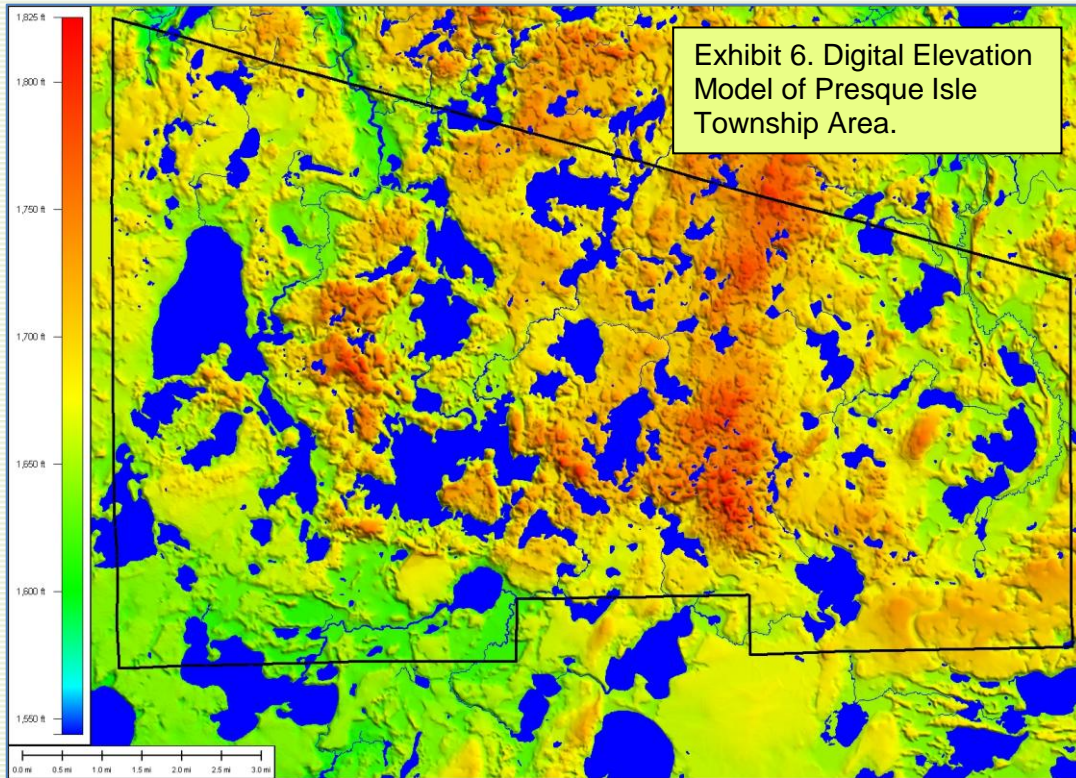 1,825 ft
1,800 ft
1,750 ft
1,700 ft
1,650 ft
1,600 ft
1,550 ft
Exhibit 6. Digital Elevation
Model of Presque Isle
Township Area.
0.0 mi 0.5 mi 1.0 mi 1.5 mi 2.0 mi 2.5 mi 3.0 mi